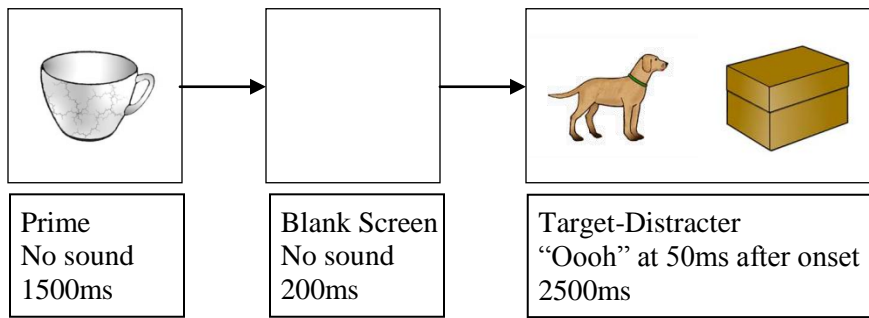 Prime
No sound
1500ms
Blank Screen
No sound
200ms
Target-Distracter
“Oooh” at 50ms after onset
2500ms